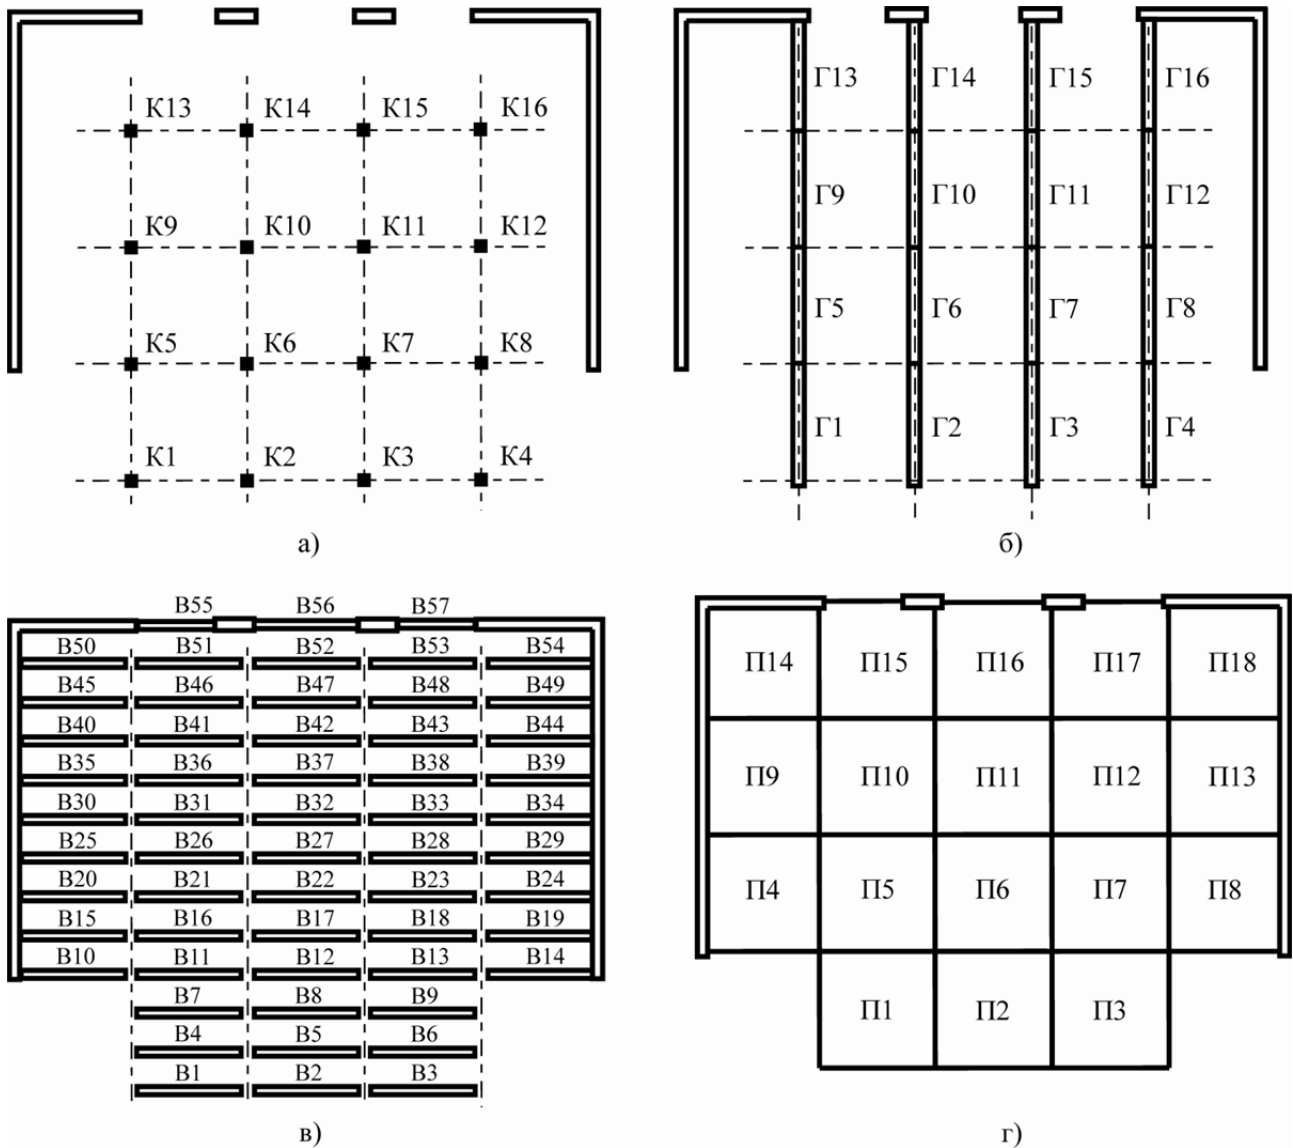 К13 К14 К15 К16
К9 К10 К11 К12
К5 К6 К7 К8
К1 К2 К3 К4
а)
Г13 Г14 Г15 Г16
Г9 Г10 Г11 Г12
Г5 Г6 Г7 Г8
Г1 Г2 Г3 Г4
б)
В55 В56 В57
В50 В51 В52 В53 В54
В45 В46 В47 В48 В49
В40 В41 В42 В43 В44
В35 В36 В37 В38 В39
В30 В31 В32 В33 В34
В25 В26 В27 В28 В29
В20 В21 В22 В23 В24
В15 В16 В17 В18 В19
В10 В11 В12 В13 В14
В7 В8 В9
В4 В5 В6
В1 В2 В3
в)
П14 П15 П16 П17 П18
П9 П10 П11 П12 П13
П4 П5 П6 П7 П8
П1 П2 П3
г)